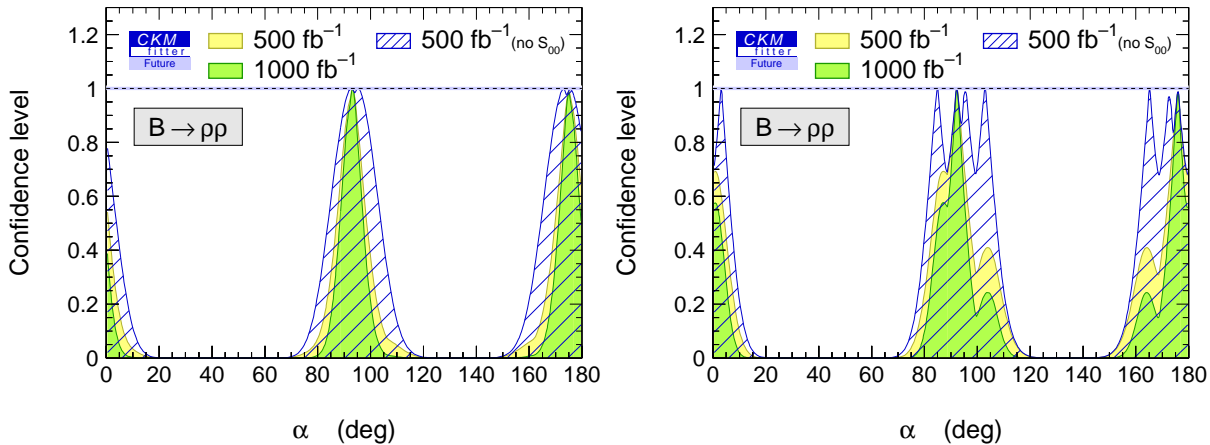 CKM
fitter
Future
500 fb⁻¹
500 fb⁻¹(no S₀₀)
1000 fb⁻¹
B → ρρ
Confidence level
1.2
1
0.8
0.6
0.4
0.2
0
0 20 40 60 80 100 120 140 160 180
α (deg)
CKM
fitter
Future
500 fb⁻¹
500 fb⁻¹(no S₀₀)
1000 fb⁻¹
B → ρρ
Confidence level
1.2
1
0.8
0.6
0.4
0.2
0
0 20 40 60 80 100 120 140 160 180
α (deg)